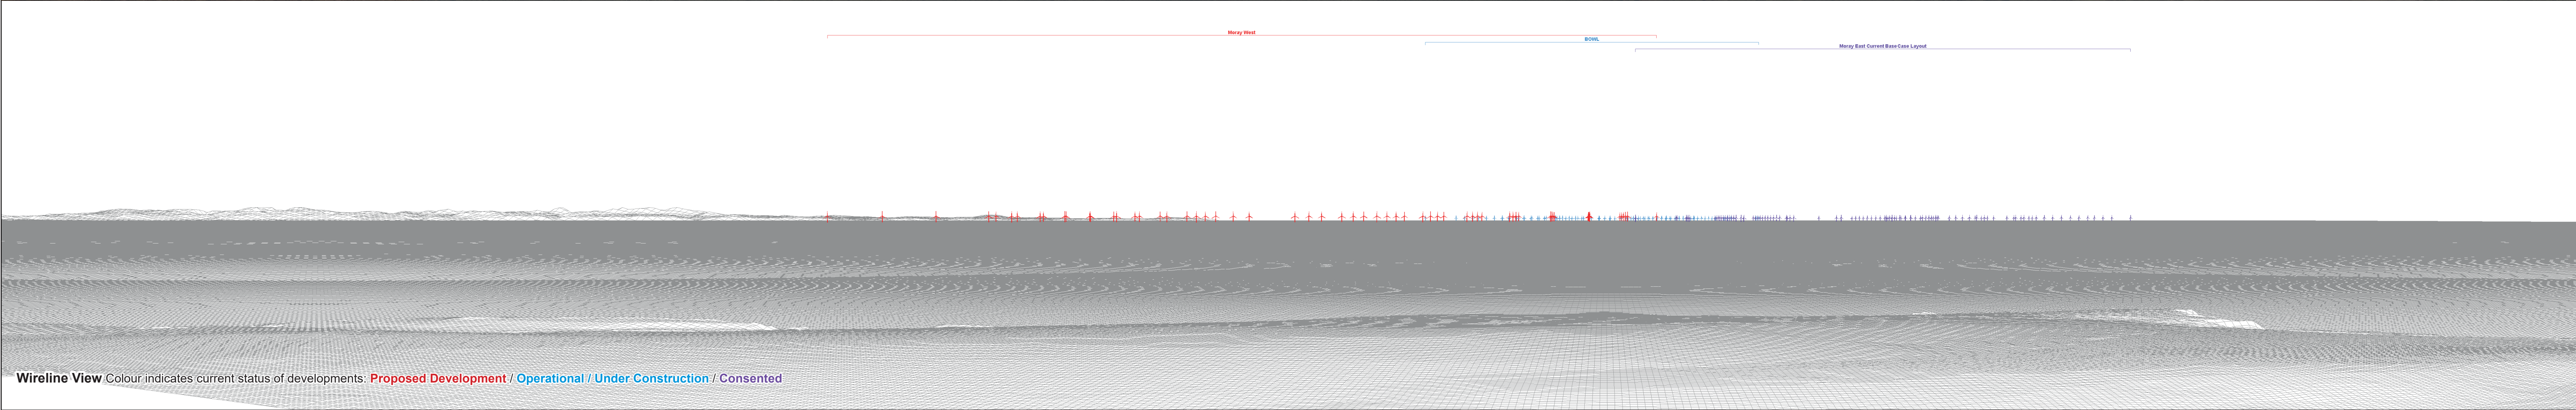 Moray West
BOWL
Moray East Current Base Case Layout
Wireline View Colour indicates current status of developments: Proposed Development / Operational / Under Construction / Consented